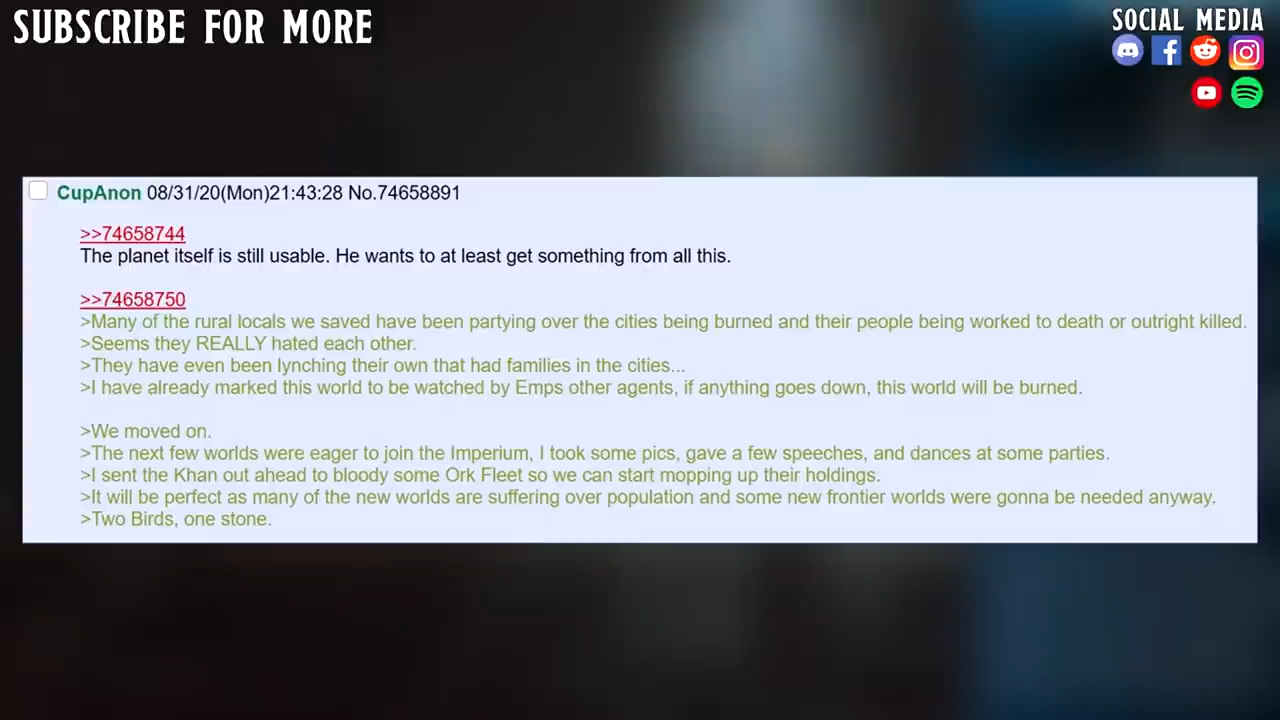 SUBSCRIBE FOR MORE
SOCIAL MEDIA
CupAnon 08/31/20(Mon)21:43:28 No.74658891
>>74658744
The planet itself is still usable. He wants to at least get something from all this.
>>74658750
>Many of the rural locals we saved have been partying over the cities being burned and their people being worked to death or outright killed.
>Seems they REALLY hated each other.
>They have even been lynching their own that had families in the cities...
>I have already marked this world to be watched by Emps other agents, if anything goes down, this world will be burned.
>We moved on.
>The next few worlds were eager to join the Imperium, I took some pics, gave a few speeches, and dances at some parties.
>I sent the Khan out ahead to bloody some Ork Fleet so we can start mopping up their holdings.
>It will be perfect as many of the new worlds are suffering over population and some new frontier worlds were gonna be needed anyway.
>Two Birds, one stone.